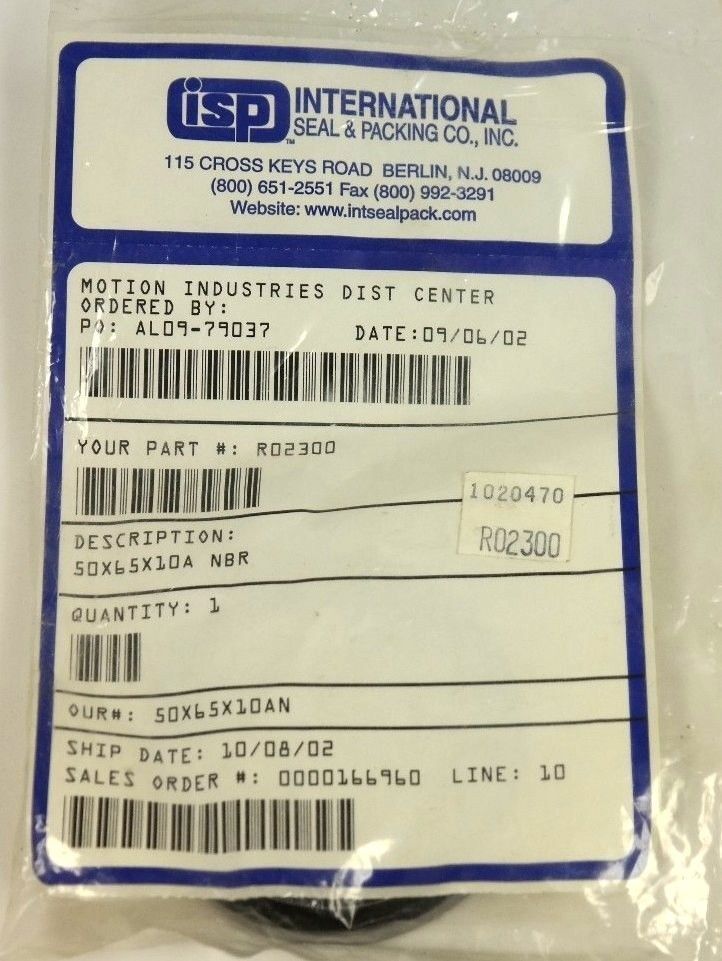 isp INTERNATIONAL
SEAL & PACKING CO., INC.
™
115 CROSS KEYS ROAD BERLIN, N.J. 08009
(800) 651-2551 Fax (800) 992-3291
Website: www.intsealpack.com
MOTION INDUSTRIES DIST CENTER
ORDERED BY:
PO: AL09-79037 DATE:09/06/02
YOUR PART #: R02300
1020470
R02300
DESCRIPTION:
50X65X10A NBR
QUANTITY: 1
OUR#: 50X65X10AN
SHIP DATE: 10/08/02
SALES ORDER #: 0000166960 LINE: 10